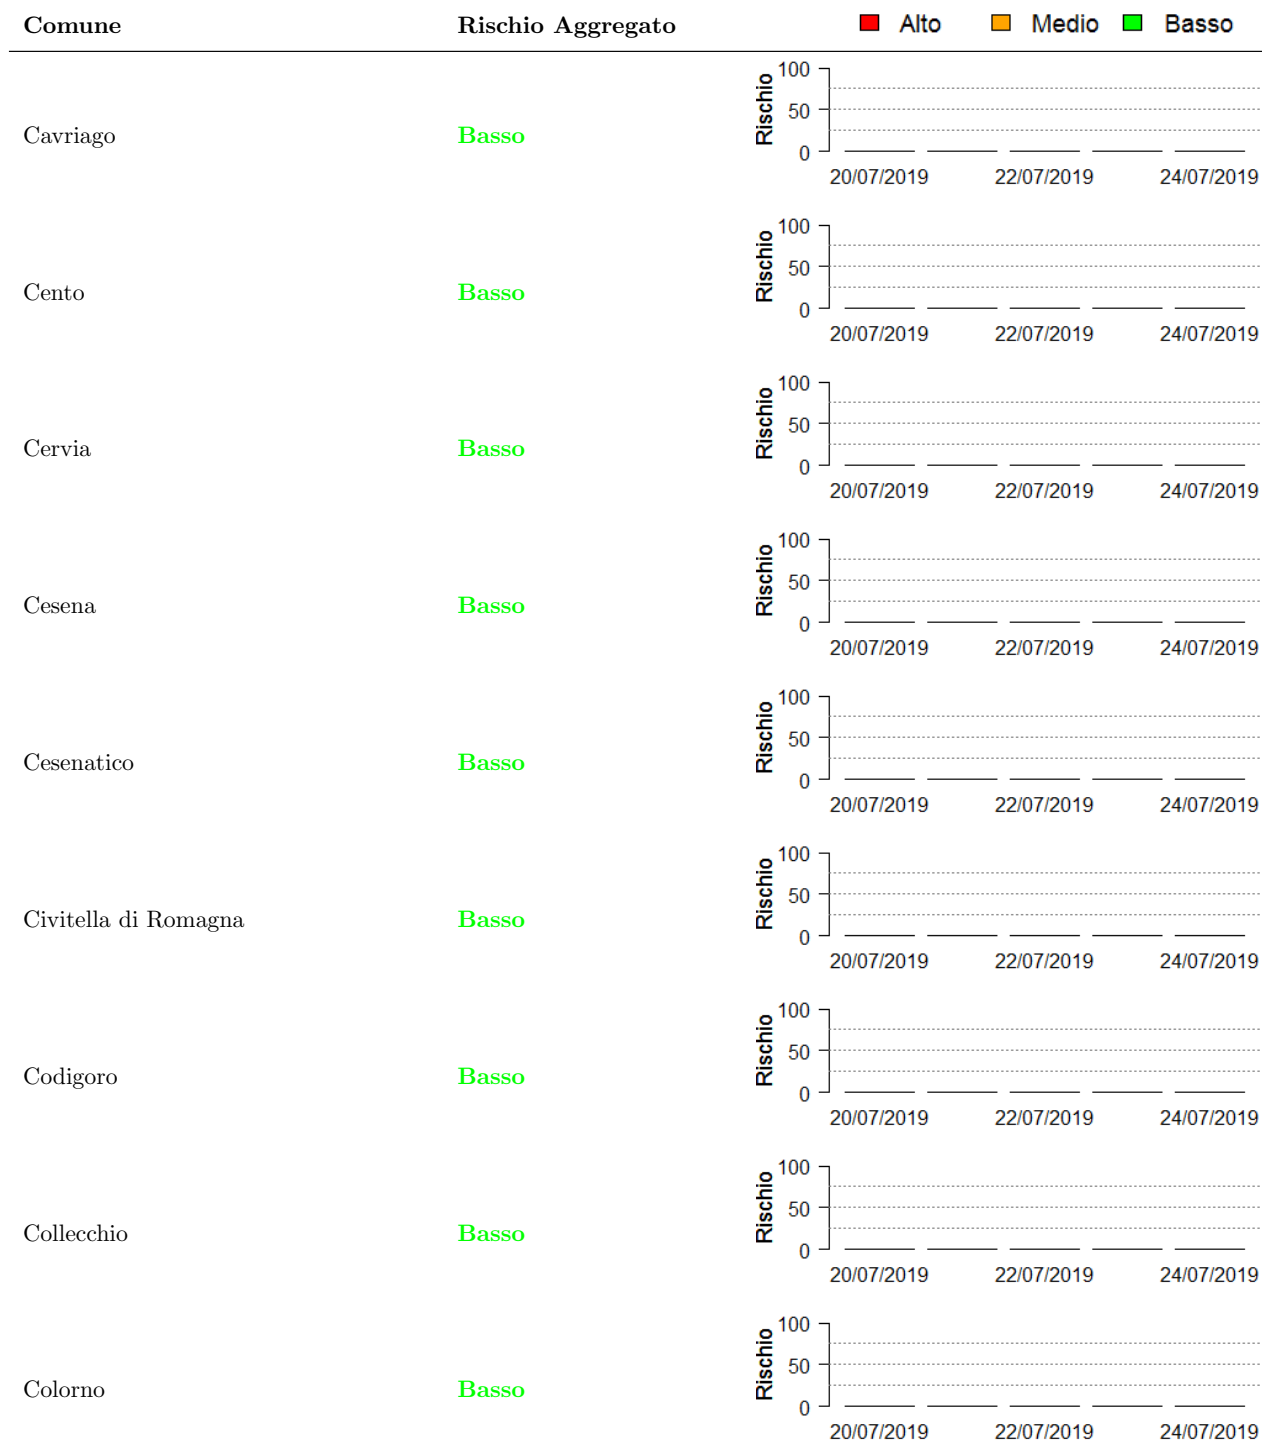 Comune Rischio Aggregato Alto Medio Basso
Cavriago Basso Rischio 100 50 0
20/07/2019 22/07/2019 24/07/2019
Cento Basso Rischio 100 50 0
20/07/2019 22/07/2019 24/07/2019
Cervia Basso Rischio 100 50 0
20/07/2019 22/07/2019 24/07/2019
Cesena Basso Rischio 100 50 0
20/07/2019 22/07/2019 24/07/2019
Cesenatico Basso Rischio 100 50 0
20/07/2019 22/07/2019 24/07/2019
Civitella di Romagna Basso Rischio 100 50 0
20/07/2019 22/07/2019 24/07/2019
Codigoro Basso Rischio 100 50 0
20/07/2019 22/07/2019 24/07/2019
Collecchio Basso Rischio 100 50 0
20/07/2019 22/07/2019 24/07/2019
Colorno Basso Rischio 100 50 0
20/07/2019 22/07/2019 24/07/2019